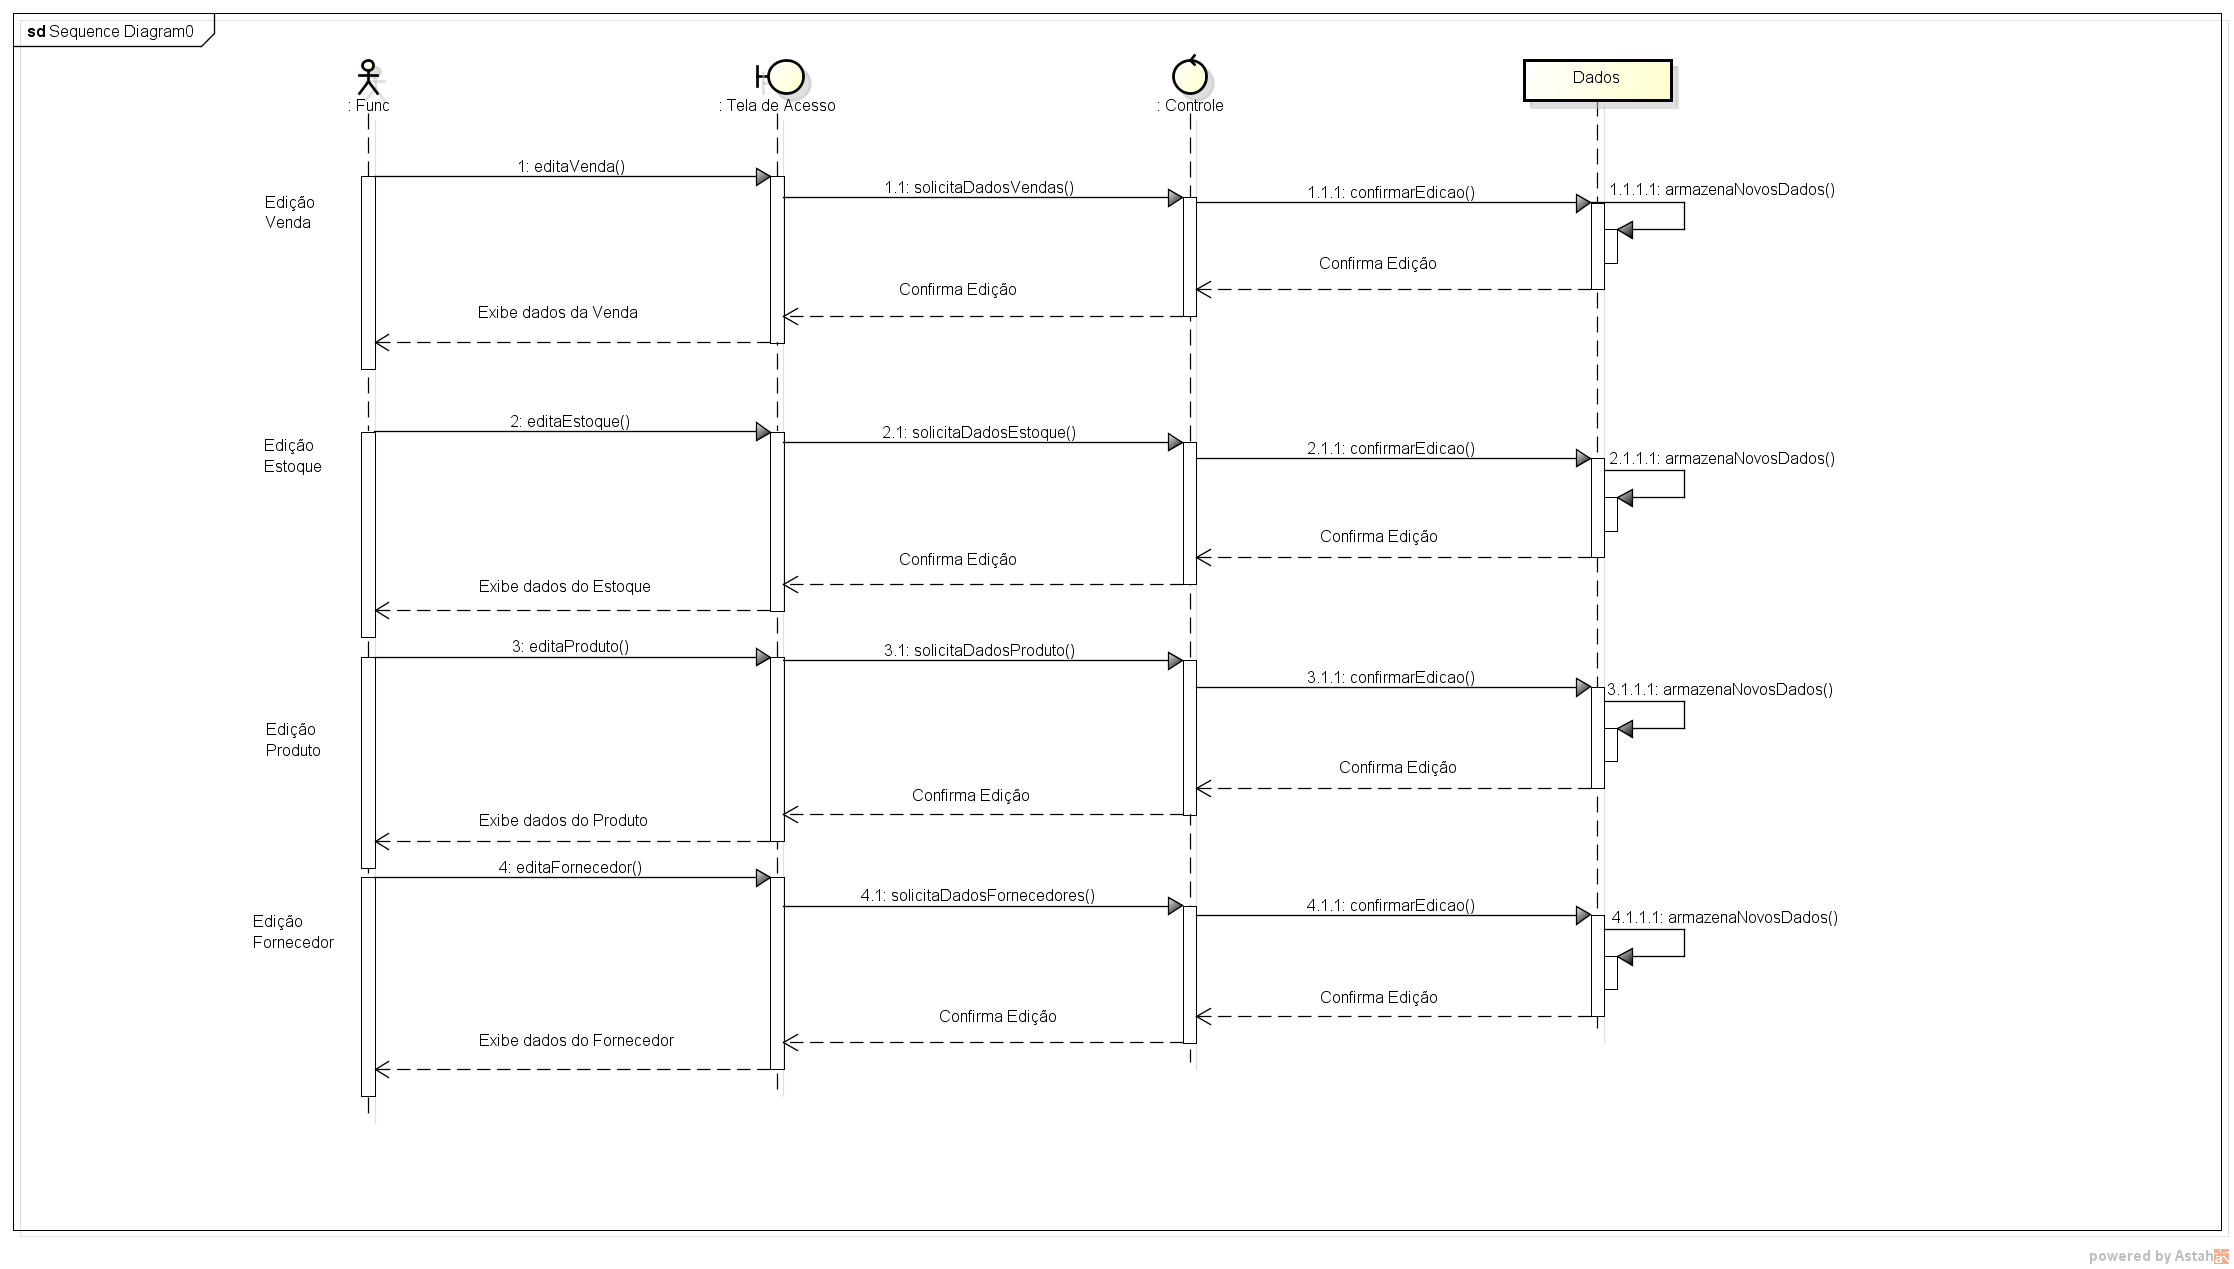 sd Sequence Diagram0
: Func
: Tela de Acesso
: Controle
Dados
1: editaVenda()
1.1: solicitaDadosVendas()
1.1.1: confirmarEdicao()
1.1.1.1: armazenaNovosDados()
Edição
Venda
Confirma Edição
Confirma Edição
Exibe dados da Venda
2: editaEstoque()
2.1: solicitaDadosEstoque()
2.1.1: confirmarEdicao()
2.1.1.1: armazenaNovosDados()
Edição
Estoque
Confirma Edição
Confirma Edição
Exibe dados do Estoque
3: editaProduto()
3.1: solicitaDadosProduto()
3.1.1: confirmarEdicao()
3.1.1.1: armazenaNovosDados()
Edição
Produto
Confirma Edição
Confirma Edição
Exibe dados do Produto
4: editaFornecedor()
4.1: solicitaDadosFornecedores()
4.1.1: confirmarEdicao()
4.1.1.1: armazenaNovosDados()
Edição
Fornecedor
Confirma Edição
Confirma Edição
Exibe dados do Fornecedor
powered by Astah